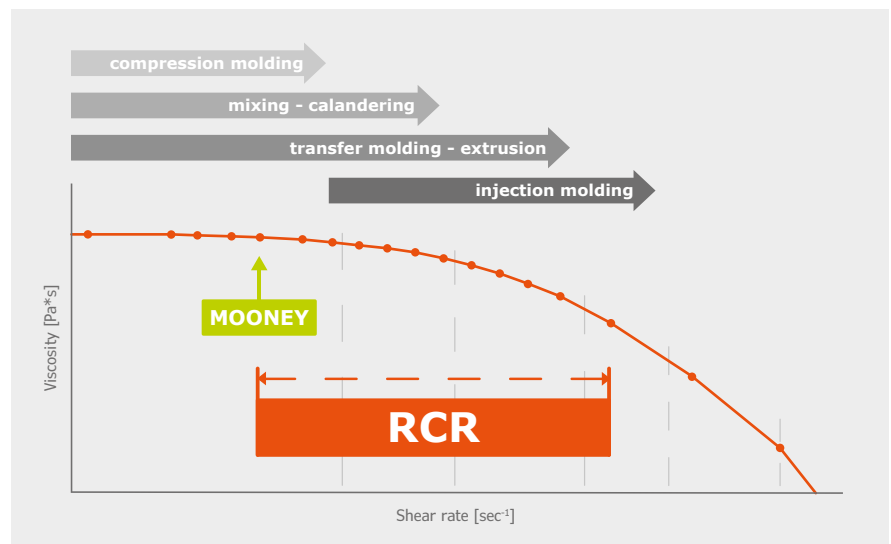 compression molding
mixing - calandering
transfer molding - extrusion
injection molding
Viscosity [Pa*s]
MOONEY
RCR
Shear rate [sec⁻¹]